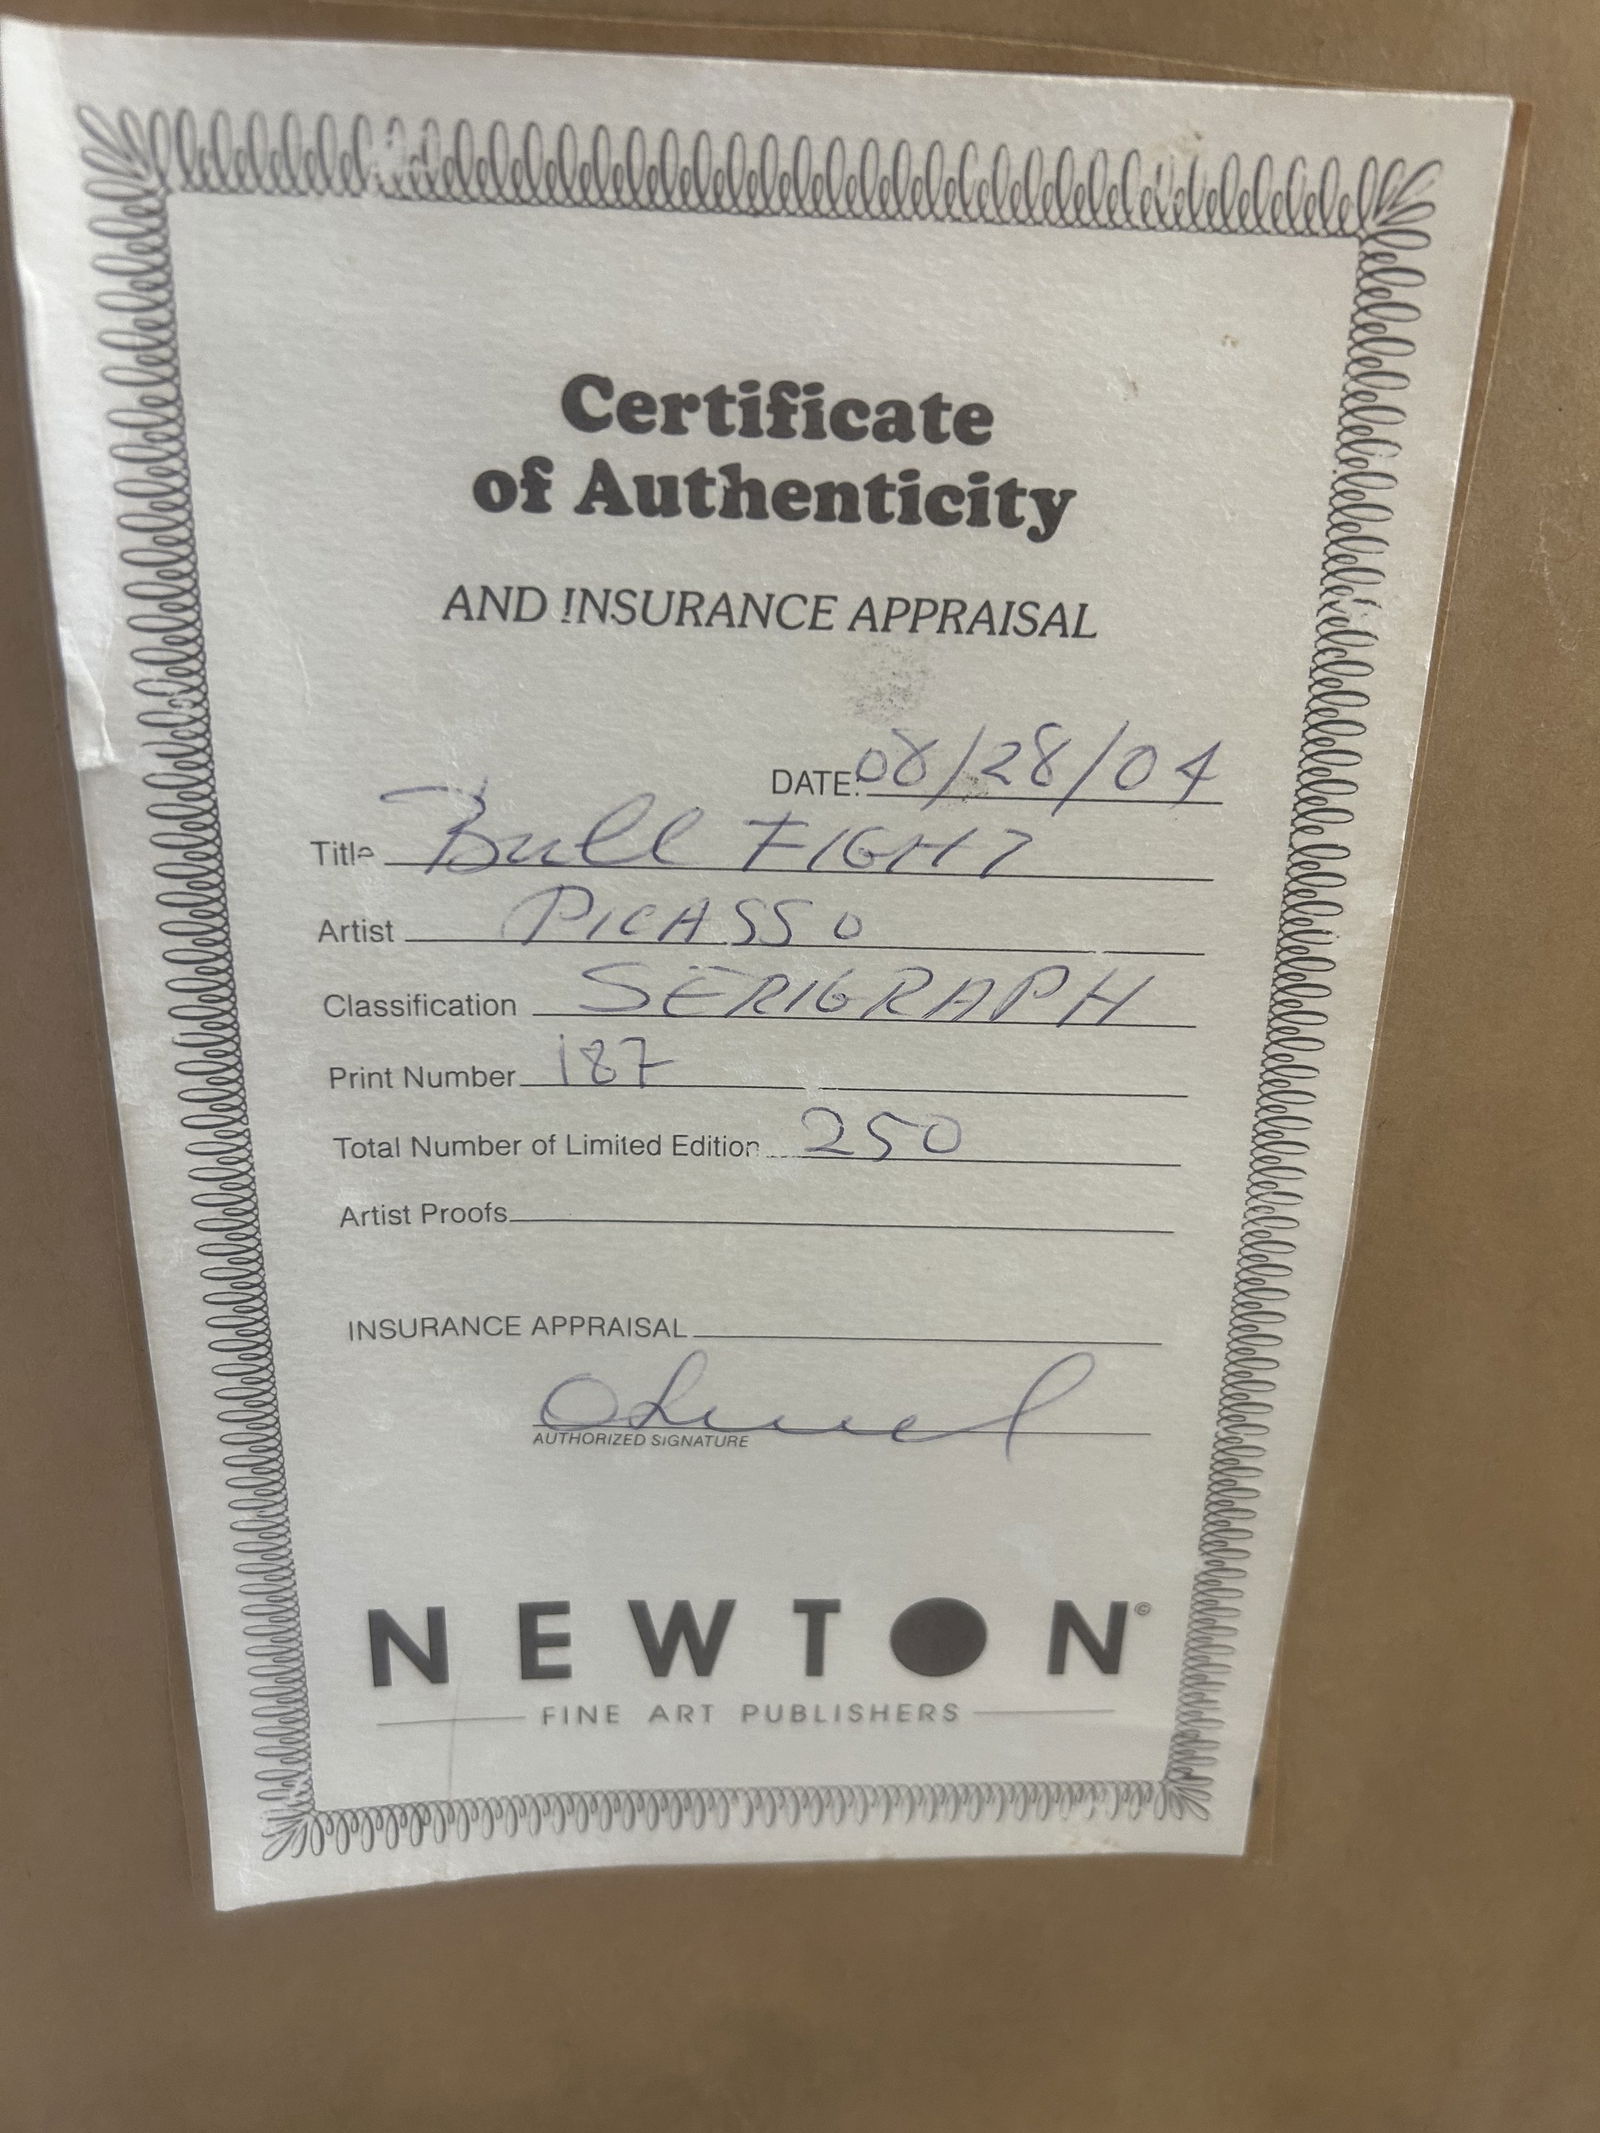 Certificate
of Authenticity
AND INSURANCE APPRAISAL
DATE: 08/28/04
Title Bull FIGHT
Artist PICASSO
Classification SERIGRAPH
Print Number 187
Total Number of Limited Edition 250
Artist Proofs
INSURANCE APPRAISAL
AUTHORIZED SIGNATURE
NEWTON©
FINE ART PUBLISHERS